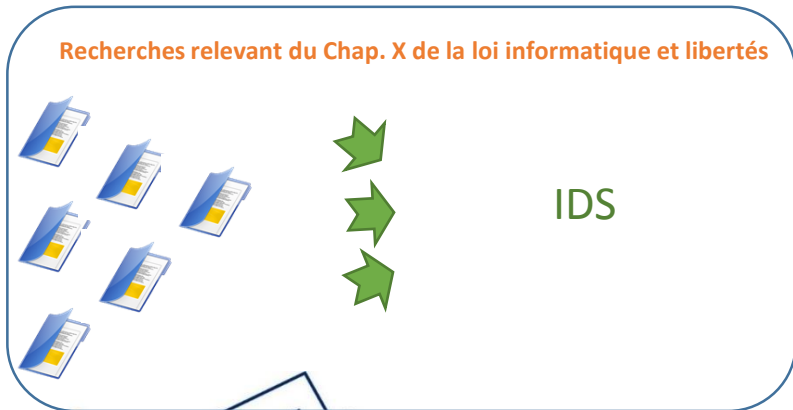 Recherches relevant du Chap. X de la loi informatique et libertés
IDS